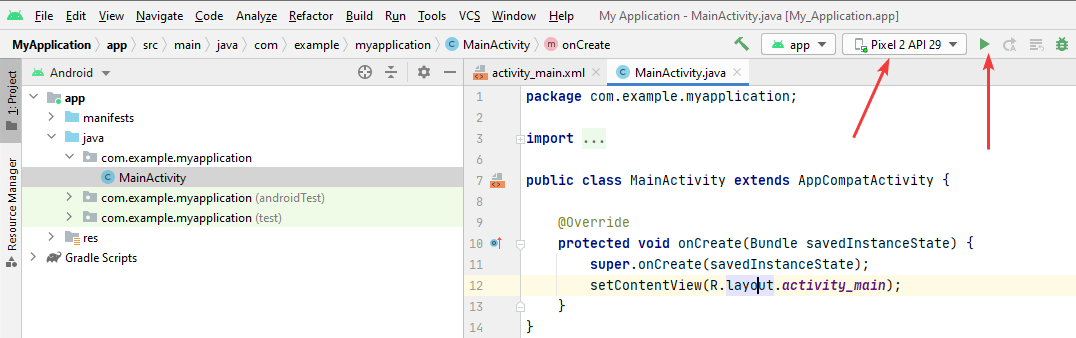 File Edit View Navigate Code Analyze Refactor Build Run Tools VCS Window Help My Application - MainActivity.java [My_Application.app]
MyApplication app src main java com example myapplication MainActivity onCreate app Pixel 2 API 29
1: Project
Resource Manager
Android
app
manifests
java
com.example.myapplication
MainActivity
com.example.myapplication (androidTest)
com.example.myapplication (test)
res
Gradle Scripts
activity_main.xml MainActivity.java
1 package com.example.myapplication;
2
3 import ...
6
7 public class MainActivity extends AppCompatActivity {
8
9 @Override
10 protected void onCreate(Bundle savedInstanceState) {
11 super.onCreate(savedInstanceState);
12 setContentView(R.layout.activity_main);
13 }
14 }